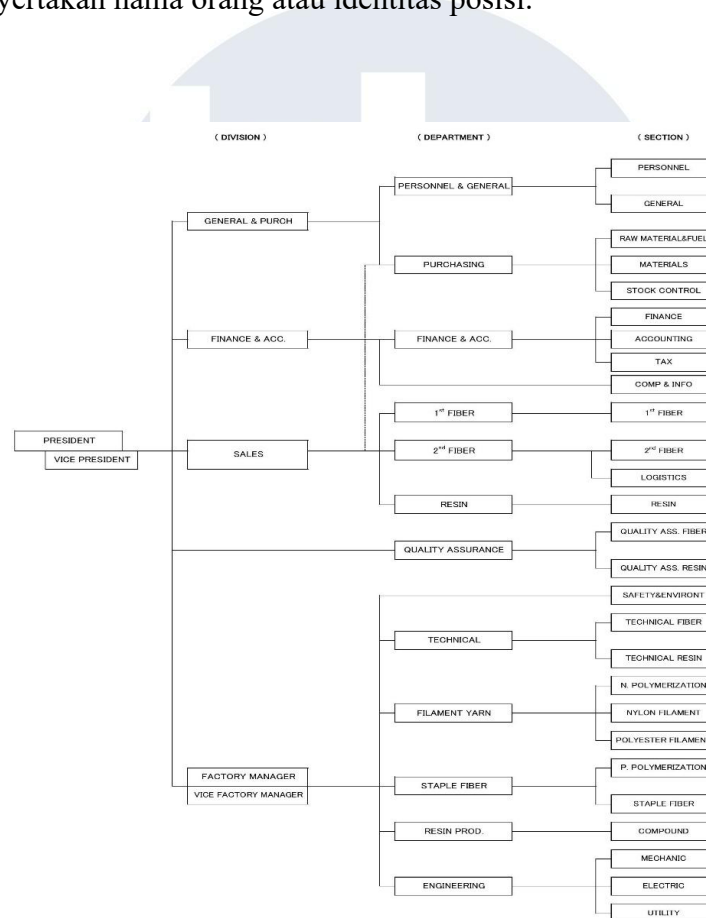 yertakan nama orang atau identitas posisi.
( DIVISION ) ( DEPARTMENT ) ( SECTION )
PERSONNEL
PERSONNEL & GENERAL
GENERAL
GENERAL & PURCH
RAW MATERIAL&FUEL
PURCHASING
MATERIALS
STOCK CONTROL
FINANCE
FINANCE & ACC.
FINANCE & ACC.
ACCOUNTING
TAX
COMP & INFO
1st FIBER
1st FIBER
PRESIDENT
VICE PRESIDENT
SALES
2nd FIBER
2nd FIBER
LOGISTICS
RESIN
RESIN
QUALITY ASS. FIBER
QUALITY ASSURANCE
QUALITY ASS. RESIN
SAFETY&ENVIRONT
TECHNICAL FIBER
TECHNICAL
TECHNICAL RESIN
N. POLYMERIZATION
FILAMENT YARN
NYLON FILAMENT
POLYESTER FILAMEN
P. POLYMERIZATION
FACTORY MANAGER
VICE FACTORY MANAGER
STAPLE FIBER
STAPLE FIBER
RESIN PROD.
COMPOUND
MECHANIC
ENGINEERING
ELECTRIC
UTILITY